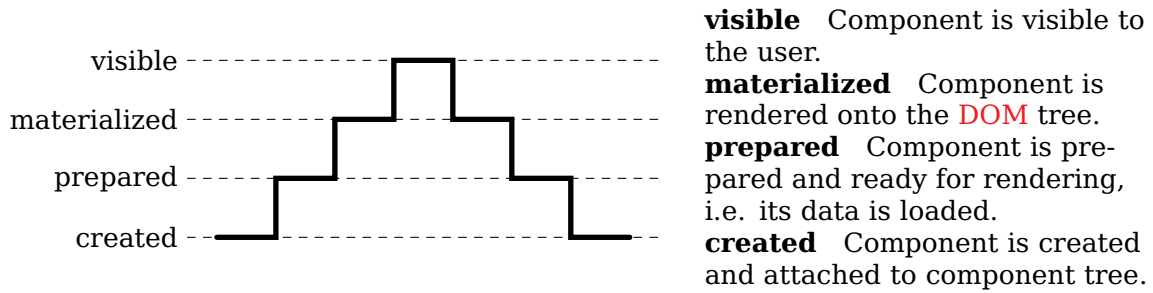 visible
materialized
prepared
created
visible Component is visible to
the user.
materialized Component is
rendered onto the DOM tree.
prepared Component is pre-
pared and ready for rendering,
i.e. its data is loaded.
created Component is created
and attached to component tree.